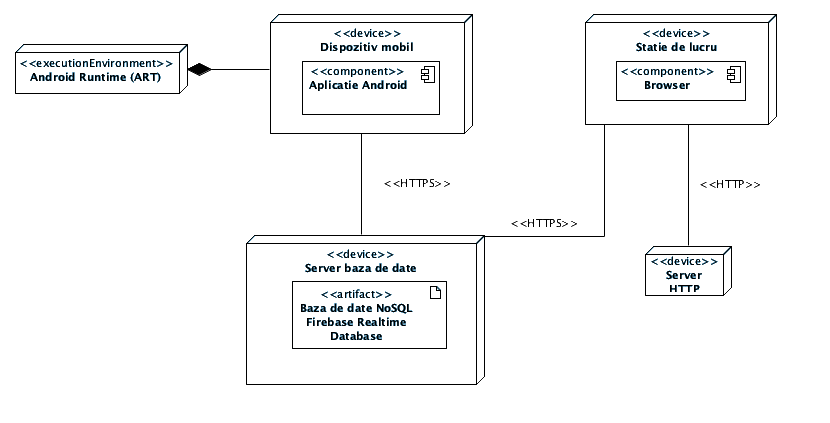 <<executionEnvironment>>
Android Runtime (ART)
<<device>>
Dispozitiv mobil
<<component>>
Aplicatie Android
<<device>>
Statie de lucru
<<component>>
Browser
<<HTTPS>>
<<HTTPS>>
<<HTTP>>
<<device>>
Server baza de date
<<artifact>>
Baza de date NoSQL
Firebase Realtime
Database
<<device>>
Server
HTTP